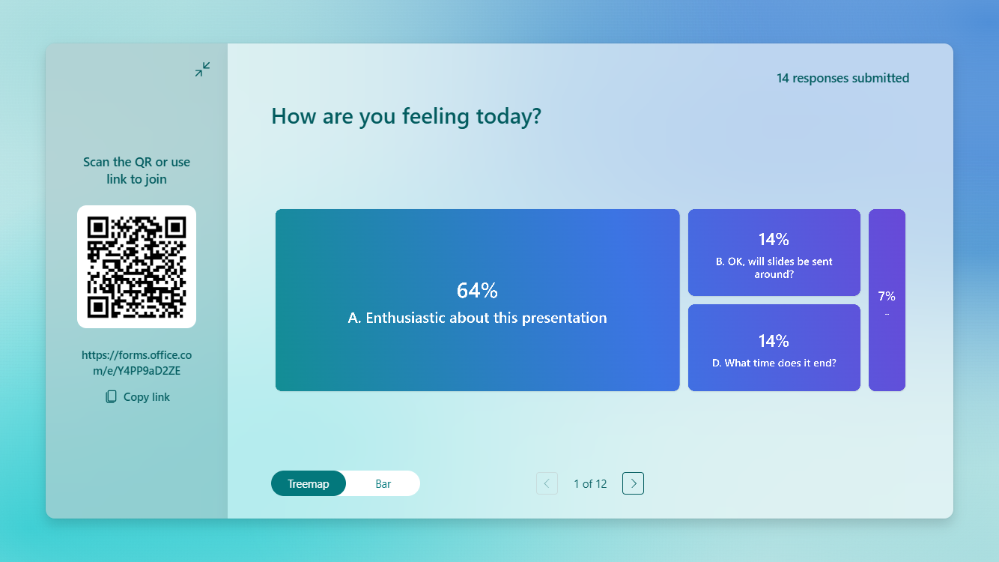 14 responses submitted
How are you feeling today?
Scan the QR or use
link to join
https://forms.office.co
m/e/Y4PP9aD2ZE
Copy link
64%
A. Enthusiastic about this presentation
14%
B. OK, will slides be sent
around?
14%
D. What time does it end?
7%
..
Treemap
Bar
1 of 12